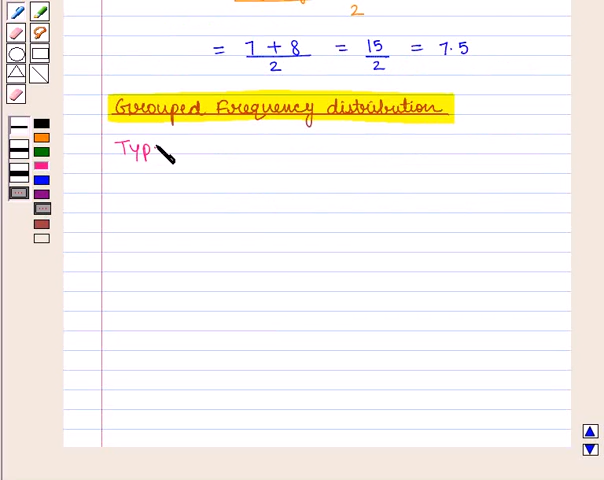 2
= 7 + 8 / 2 = 15 / 2 = 7.5
Grouped Frequency distribution
Typ